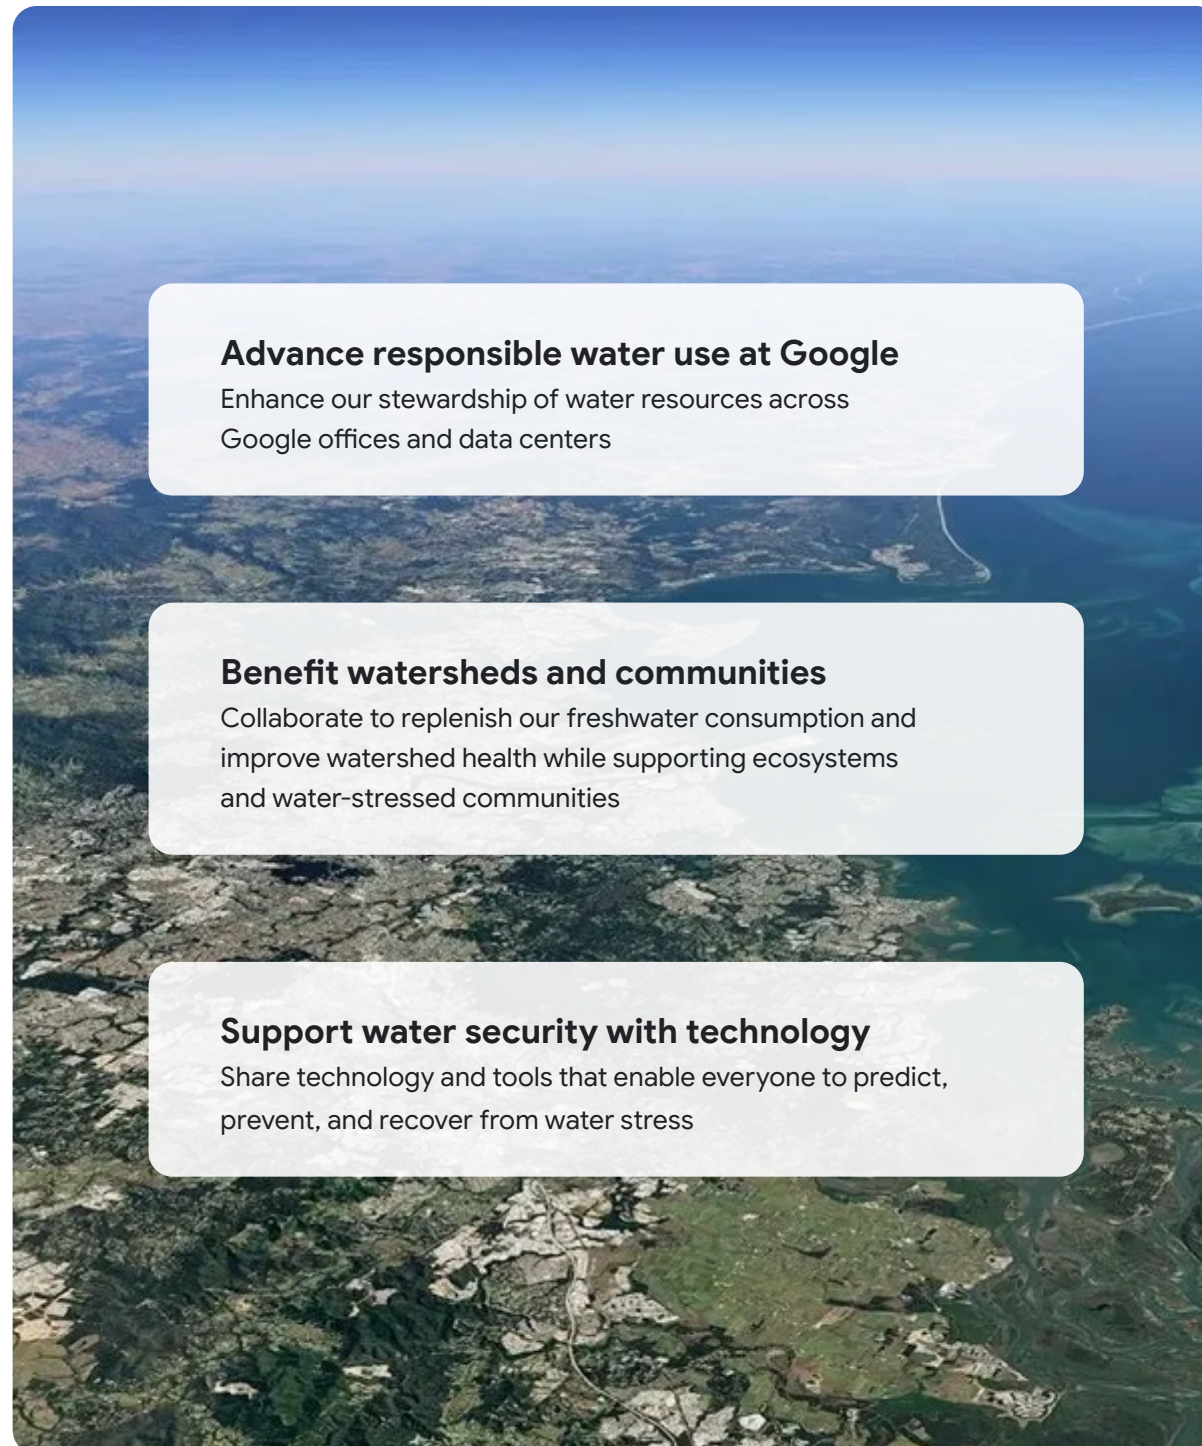 Advance responsible water use at Google
Enhance our stewardship of water resources across
Google offices and data centers
Benefit watersheds and communities
Collaborate to replenish our freshwater consumption and
improve watershed health while supporting ecosystems
and water-stressed communities
Support water security with technology
Share technology and tools that enable everyone to predict,
prevent, and recover from water stress